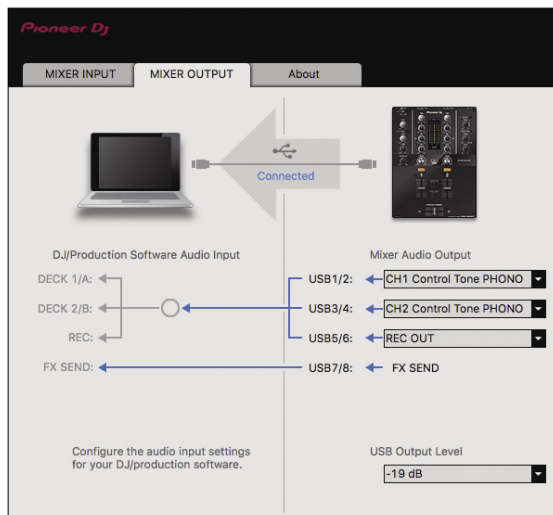 Pioneer Dj
MIXER INPUT
MIXER OUTPUT
About
Connected
DJ/Production Software Audio Input
Mixer Audio Output
DECK 1/A:
USB1/2:
CH1 Control Tone PHONO
DECK 2/B:
USB3/4:
CH2 Control Tone PHONO
REC:
USB5/6:
REC OUT
FX SEND:
USB7/8:
FX SEND
Configure the audio input settings
for your DJ/production software.
USB Output Level
-19 dB